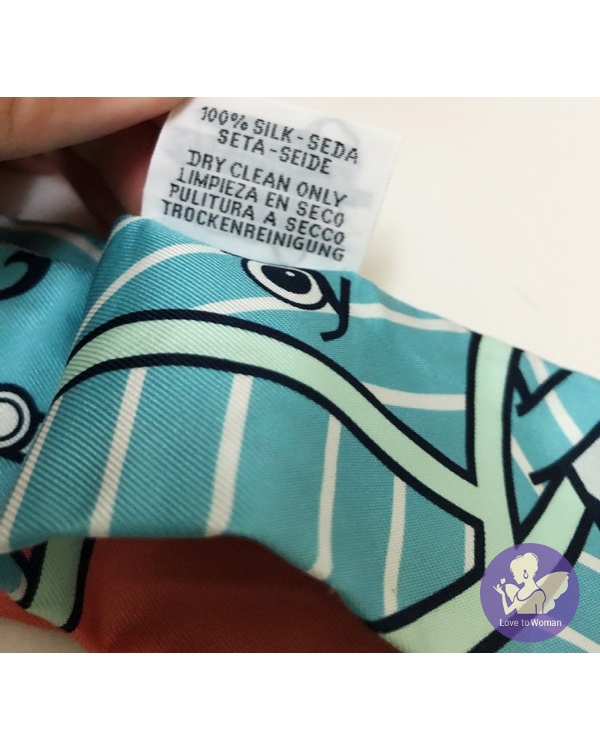 100% SILK-SEDA
SETA-SEIDE
DRY CLEAN ONLY
LIMPIEZA EN SECO
PULITURA A SECCO
TROCKENREINIGUNG
Love to Woman